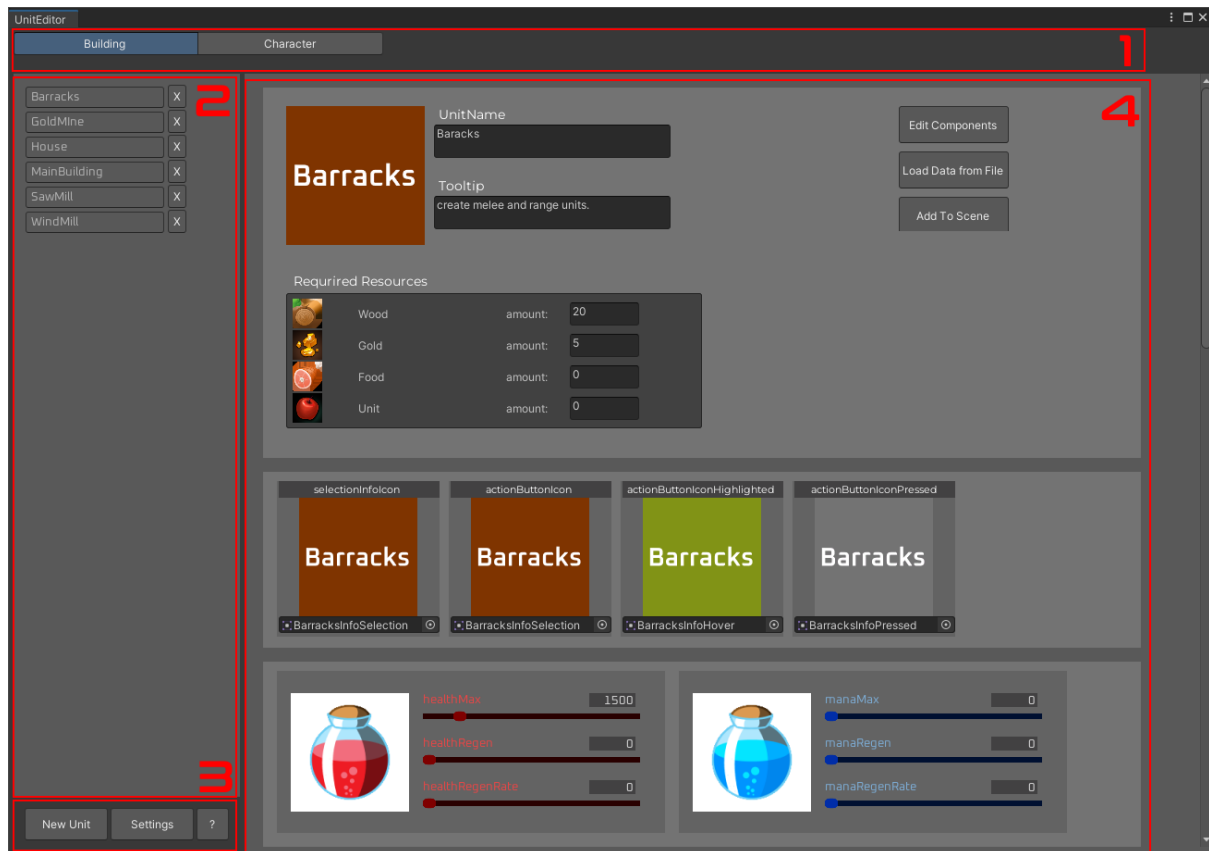 UnitEditor
Building
Character
1
2
Barracks
X
GoldMIne
X
House
X
MainBuilding
X
SawMill
X
WindMill
X
3
New Unit
Settings
?
4
Barracks
UnitName
Baracks
Tooltip
create melee and range units.
Edit Components
Load Data from File
Add To Scene
Requrired Resources
Wood amount: 20
Gold amount: 5
Food amount: 0
Unit amount: 0
selectionInfoIcon
actionButtonIcon
actionButtonIconHighlighted
actionButtonIconPressed
Barracks
Barracks
Barracks
Barracks
BarracksInfoSelection
BarracksInfoSelection
BarracksInfoHover
BarracksInfoPressed
healthMax 1500
healthRegen 0
healthRegenRate 0
manaMax 0
manaRegen 0
manaRegenRate 0